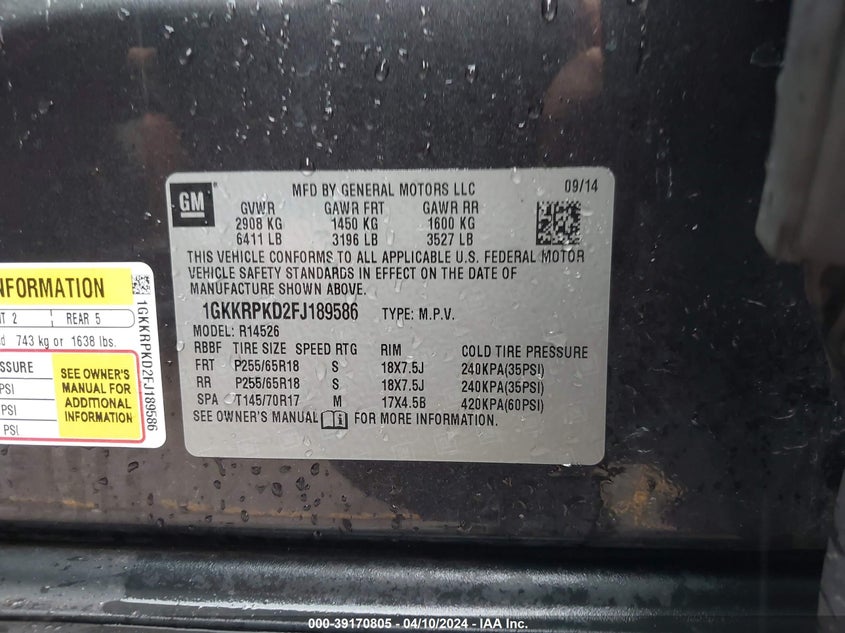 GM
MFD BY GENERAL MOTORS LLC 09/14
GVWR GAWR FRT GAWR RR
2908 KG 1450 KG 1600 KG
6411 LB 3196 LB 3527 LB
THIS VEHICLE CONFORMS TO ALL APPLICABLE U.S. FEDERAL MOTOR
VEHICLE SAFETY STANDARDS IN EFFECT ON THE DATE OF
MANUFACTURE SHOWN ABOVE.
1GKKRPKD2FJ189586 TYPE: M.P.V.
MODEL: R14526
RBBF TIRE SIZE SPEED RTG RIM COLD TIRE PRESSURE
FRT P255/65R18 S 18X7.5J 240KPA(35PSI)
RR P255/65R18 S 18X7.5J 240KPA(35PSI)
SPA T145/70R17 M 17X4.5B 420KPA(60PSI)
SEE OWNER'S MANUAL FOR MORE INFORMATION.
REAR 5
743 kg or 1638 lbs.
PSI
PSI
PSI
SEE OWNER'S
MANUAL FOR
ADDITIONAL
INFORMATION
1GKKRPKD2FJ189586
000-39170805 - 04/10/2024 - IAA Inc.